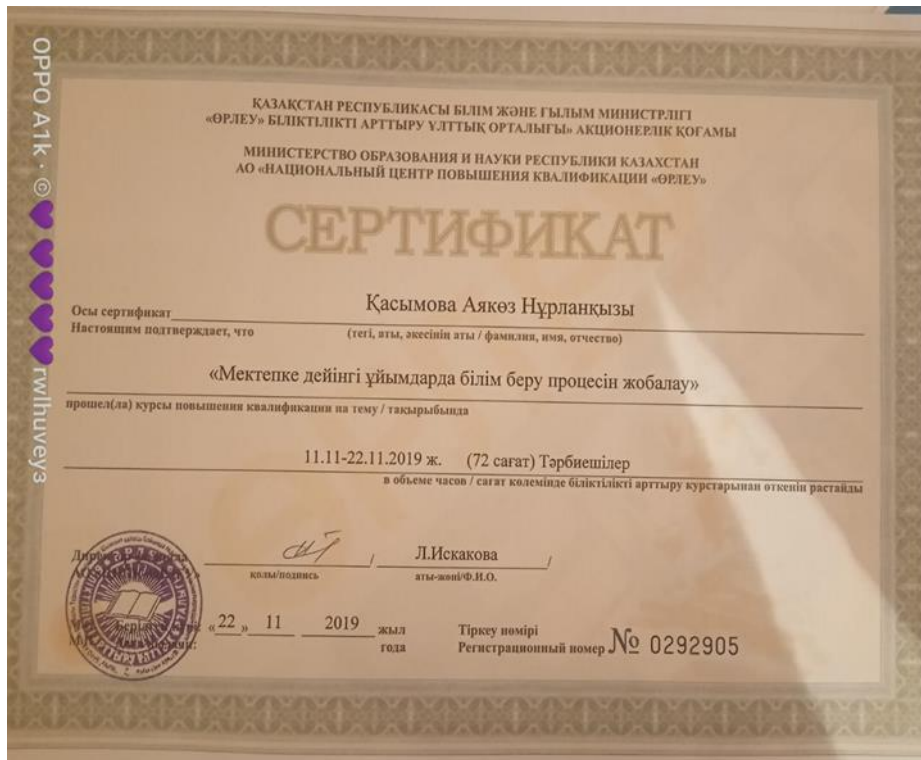 ҚАЗАҚСТАН РЕСПУБЛИКАСЫ БІЛІМ ЖӘНЕ ҒЫЛЫМ МИНИСТРЛІГІ
«ӨРЛЕУ» БІЛІКТІЛІКТІ АРТТЫРУ ҰЛТТЫҚ ОРТАЛЫҒЫ» АКЦИОНЕРЛІК ҚОҒАМЫ
МИНИСТЕРСТВО ОБРАЗОВАНИЯ И НАУКИ РЕСПУБЛИКИ КАЗАХСТАН
АО «НАЦИОНАЛЬНЫЙ ЦЕНТР ПОВЫШЕНИЯ КВАЛИФИКАЦИИ «ӨРЛЕУ»
СЕРТИФИКАТ
Осы сертификат Қасымова Аякөз Нұрланқызы
Настоящим подтверждает, что (тегі, аты, әкесінің аты / фамилия, имя, отчество)
«Мектепке дейінгі ұйымдарда білім беру процесін жобалау»
прошел(ла) курсы повышения квалификации на тему / тақырыбында
11.11-22.11.2019 ж. (72 сағат) Тәрбиешілер
в объеме часов / сағат көлемінде біліктілікті арттыру курстарынан өткенін растайды
Л.Искакова
қолы/подпись аты-жөні/Ф.И.О.
«22» 11 2019 жыл
года
Тіркеу нөмірі
Регистрационный номер № 0292905
OPPO A1k · © rwlhuvey3